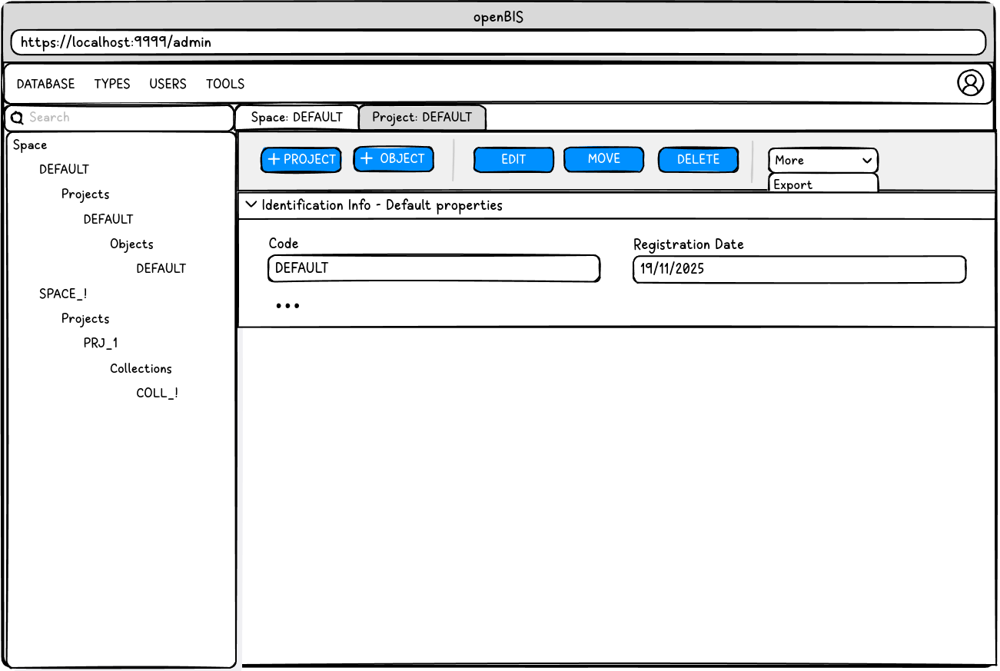 openBIS
https://localhost:9999/admin
DATABASE TYPES USERS TOOLS
Search
Space: DEFAULT Project: DEFAULT
Space
DEFAULT
Projects
DEFAULT
Objects
DEFAULT
SPACE_!
Projects
PRJ_1
Collections
COLL_!
+ PROJECT + OBJECT EDIT MOVE DELETE More
Export
Identification Info - Default properties
Code Registration Date
DEFAULT 19/11/2025
...